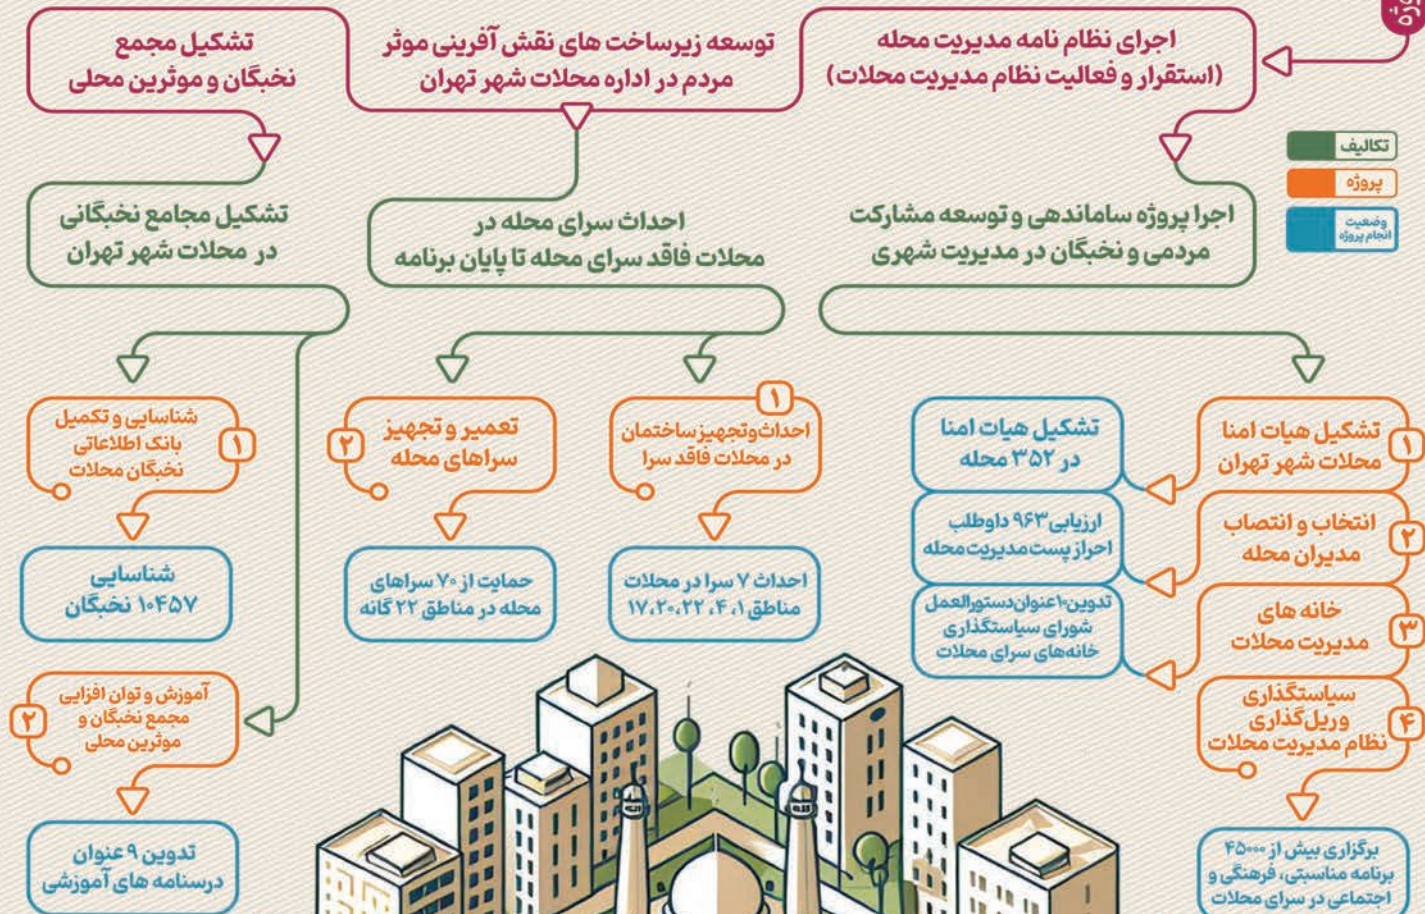 اجرای نظام نامه مدیریت محله
(استقرار و فعالیت نظام مدیریت محلات)
توسعه زیرساخت های نقش آفرینی موثر
مردم در اداره محلات شهر تهران
تشکیل مجمع
نخبگان و موثرین محلی
تکالیف
پروژه
وضعیت
انجام پروژه
اجرا پروژه ساماندهی و توسعه مشارکت
مردمی و نخبگان در مدیریت شهری
احداث سرای محله در
محلات فاقد سرای محله تا پایان برنامه
تشکیل مجامع نخبگانی
در محلات شهر تهران
۱
تشکیل هیات امنا
محلات شهر تهران
تشکیل هیات امنا
در ۳۵۲ محله
۲
انتخاب و انتصاب
مدیران محله
ارزیابی ۹۶۳ داوطلب
احراز پست مدیریت محله
۳
خانه های
مدیریت محلات
تدوین ۱۰ عنوان دستورالعمل
شورای سیاستگذاری
خانه‌های سرای محلات
۴
سیاستگذاری
وریل‌گذاری
نظام مدیریت محلات
برگزاری بیش از ۴۵۰۰۰
برنامه مناسبتی، فرهنگی و
اجتماعی در سرای محلات
۱
احداث و تجهیز ساختمان
در محلات فاقد سرا
احداث ۷ سرا در محلات
مناطق ۱، ۴، ۲۲، ۲۰، ۱۷
۲
تعمیر و تجهیز
سراهای محله
حمایت از ۷۰ سراهای
محله در مناطق ۲۲ گانه
۱
شناسایی و تکمیل
بانک اطلاعاتی
نخبگان محلات
شناسایی
۱۰۴۵۷ نخبگان
۲
آموزش و توان افزایی
مجمع نخبگان و
موثرین محلی
تدوین ۹ عنوان
درسنامه های آموزشی